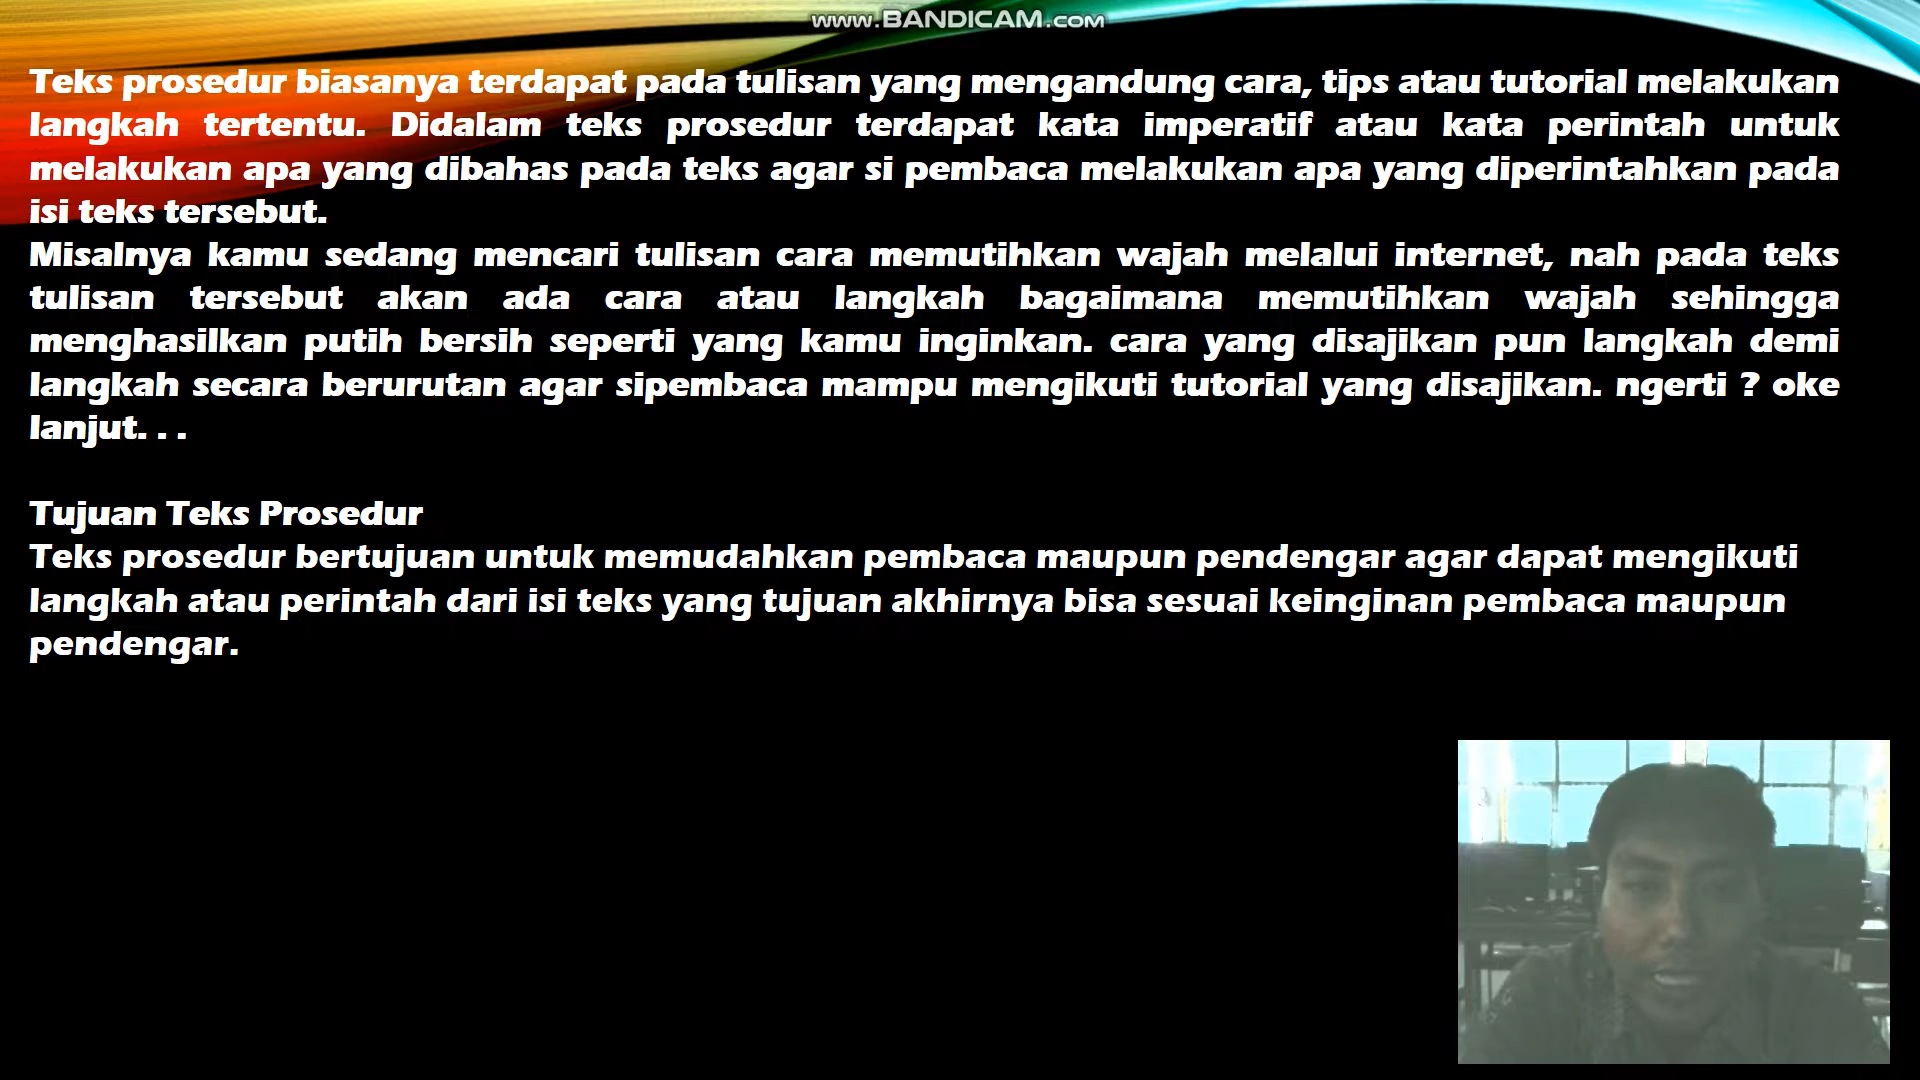 www.BANDICAM.com
Teks prosedur biasanya terdapat pada tulisan yang mengandung cara, tips atau tutorial melakukan
langkah tertentu. Didalam teks prosedur terdapat kata imperatif atau kata perintah untuk
melakukan apa yang dibahas pada teks agar si pembaca melakukan apa yang diperintahkan pada
isi teks tersebut.
Misalnya kamu sedang mencari tulisan cara memutihkan wajah melalui internet, nah pada teks
tulisan tersebut akan ada cara atau langkah bagaimana memutihkan wajah sehingga
menghasilkan putih bersih seperti yang kamu inginkan. cara yang disajikan pun langkah demi
langkah secara berurutan agar sipembaca mampu mengikuti tutorial yang disajikan. ngerti ? oke
lanjut. . .
Tujuan Teks Prosedur
Teks prosedur bertujuan untuk memudahkan pembaca maupun pendengar agar dapat mengikuti
langkah atau perintah dari isi teks yang tujuan akhirnya bisa sesuai keinginan pembaca maupun
pendengar.